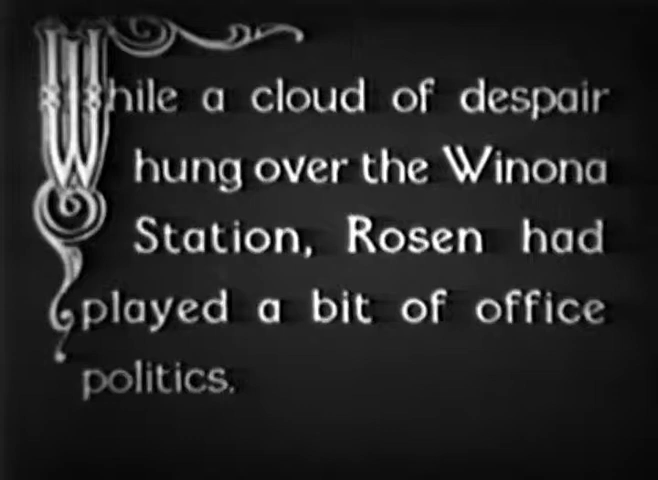 While a cloud of despair
hung over the Winona
Station, Rosen had
played a bit of office
politics.